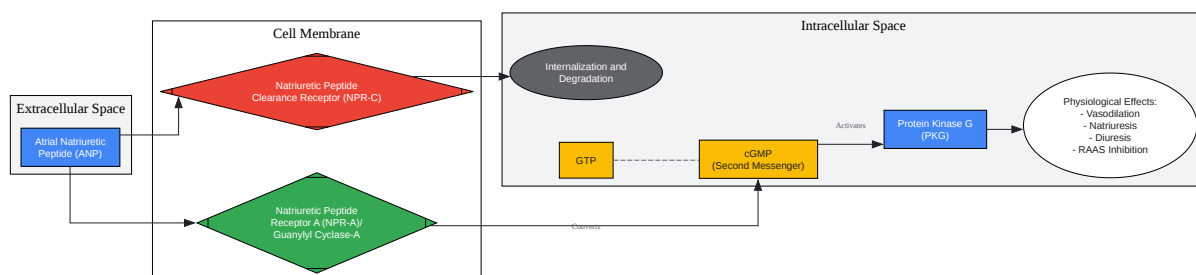 Extracellular Space
Atrial Natriuretic
Peptide (ANP)
Cell Membrane
Natriuretic Peptide
Clearance Receptor (NPR-C)
Natriuretic Peptide
Receptor A (NPR-A)/
Guanylyl Cyclase-A
Intracellular Space
Internalization and
Degradation
GTP
cGMP
(Second Messenger)
Converts
Activates
Protein Kinase G
(PKG)
Physiological Effects:
- Vasodilation
- Natriuresis
- Diuresis
- RAAS Inhibition